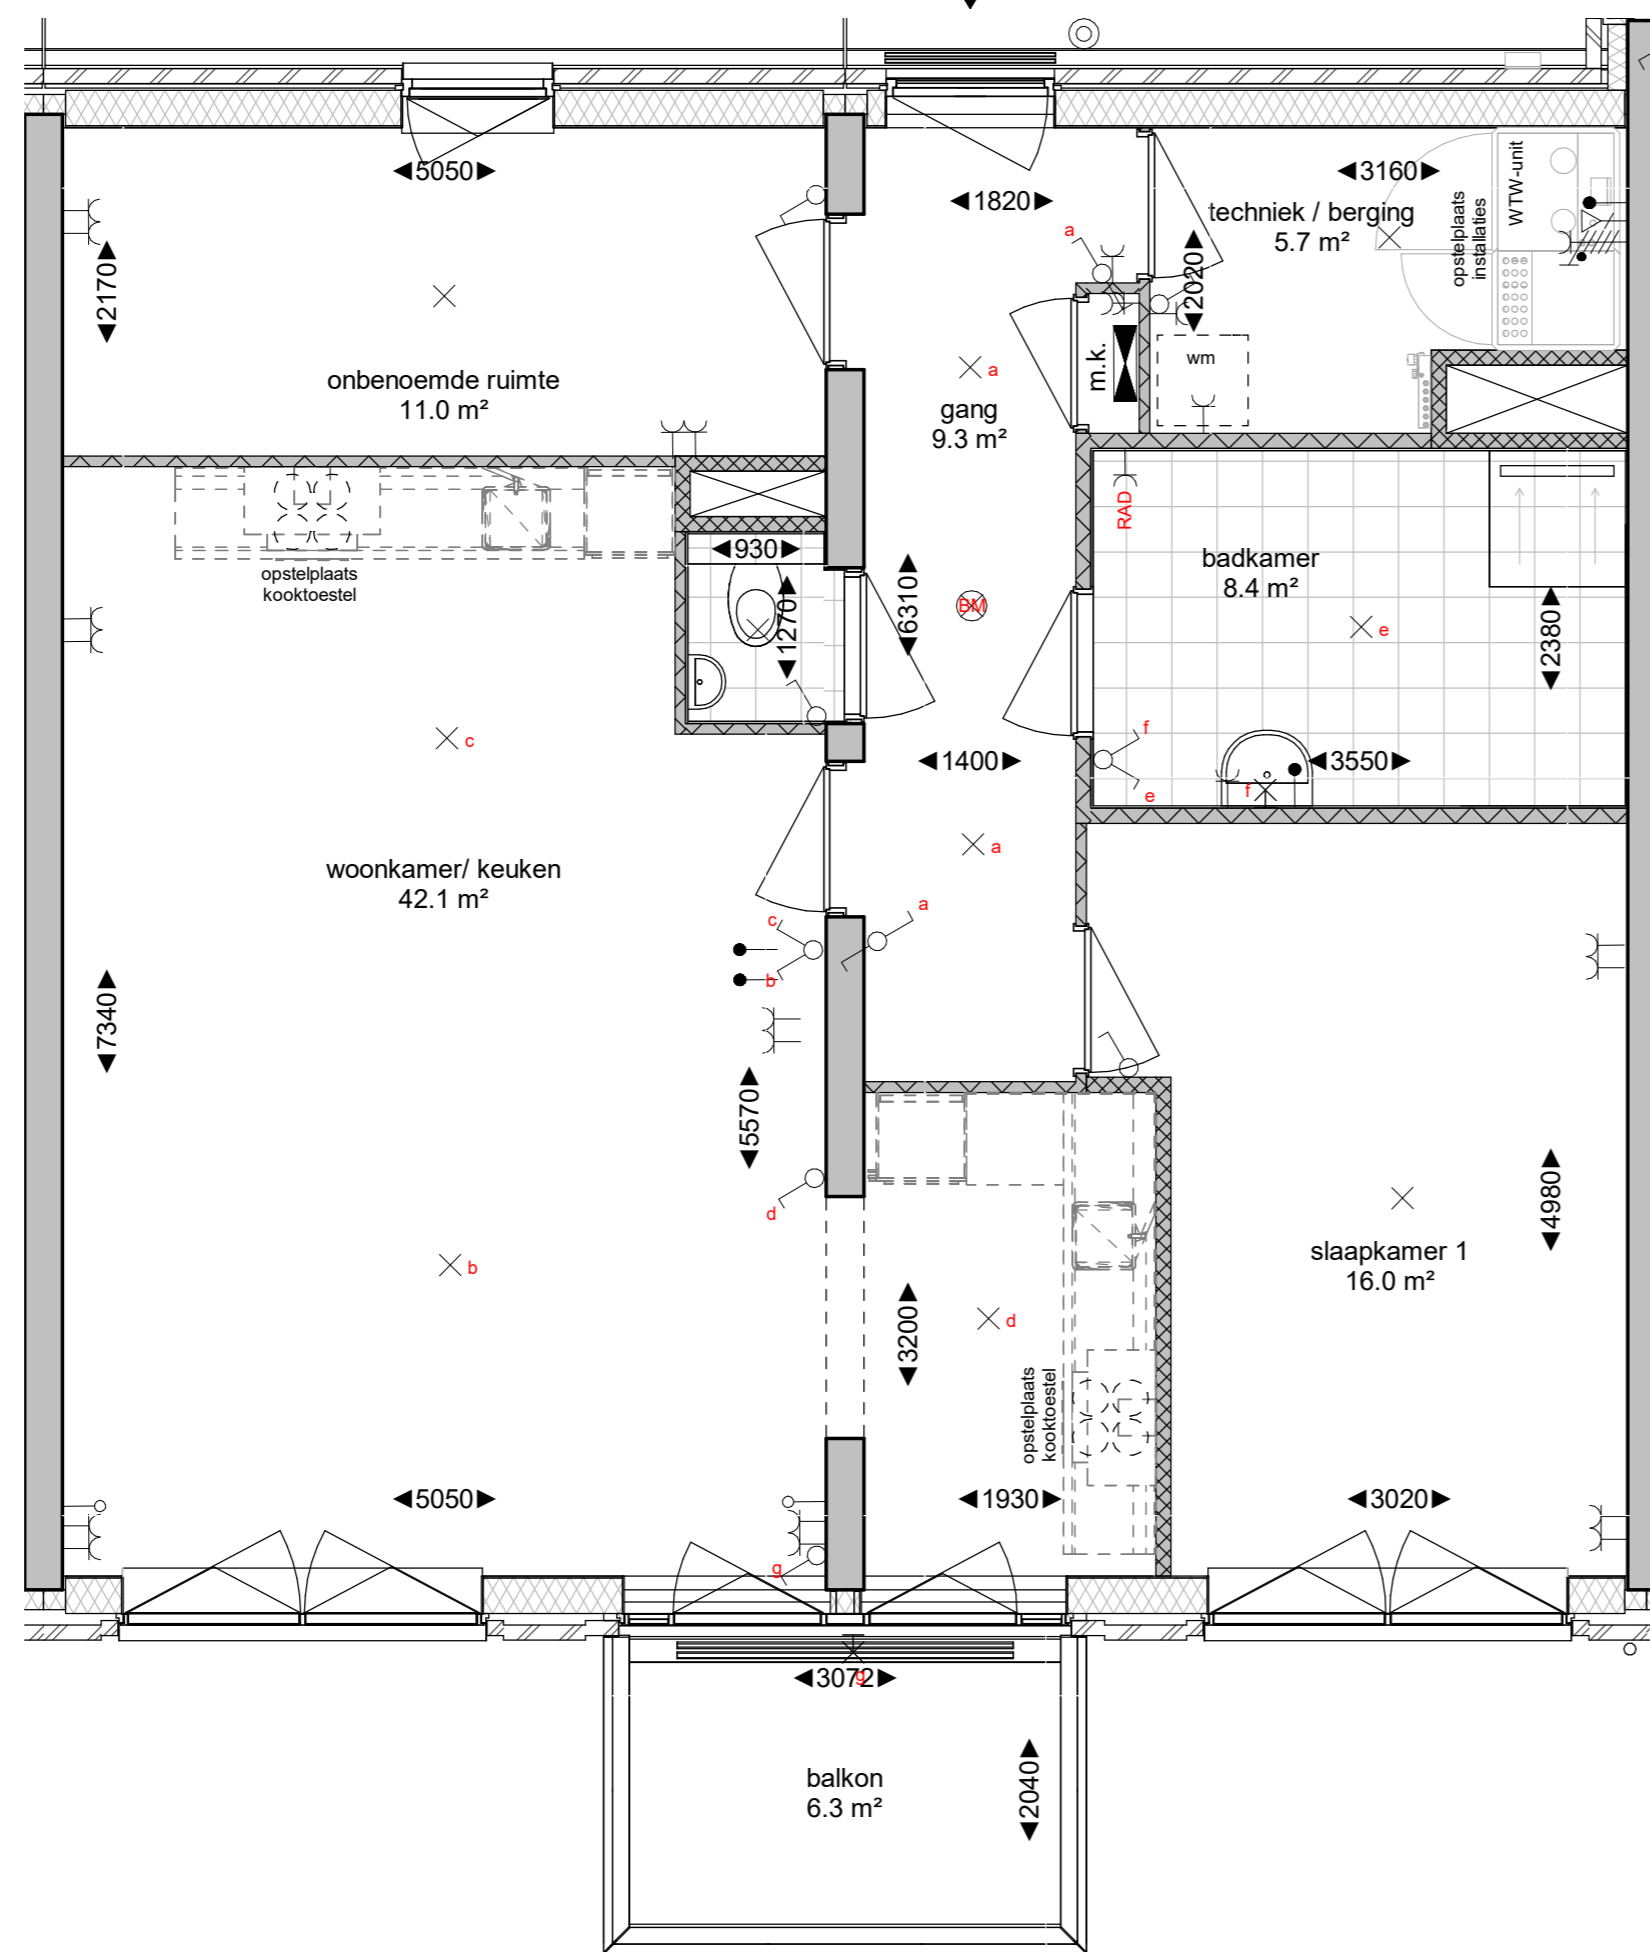 5050
1820
3160
WTW-unit
opstelplaats
installaties
techniek / berging
5.7 m²
a
2170
2020
wm
m.k.
a
onbenoemde ruimte
11.0 m²
gang
9.3 m²
RAD
opstelplaats
kooktoestel
930
1270
6310
BM
badkamer
8.4 m²
e
2380
c
f
1400
3550
e
f
a
woonkamer/ keuken
42.1 m²
c
a
b
7340
5570
d
4980
b
slaapkamer 1
16.0 m²
3200
d
opstelplaats
kooktoestel
5050
1930
3020
g
3072
g
balkon
6.3 m²
2040